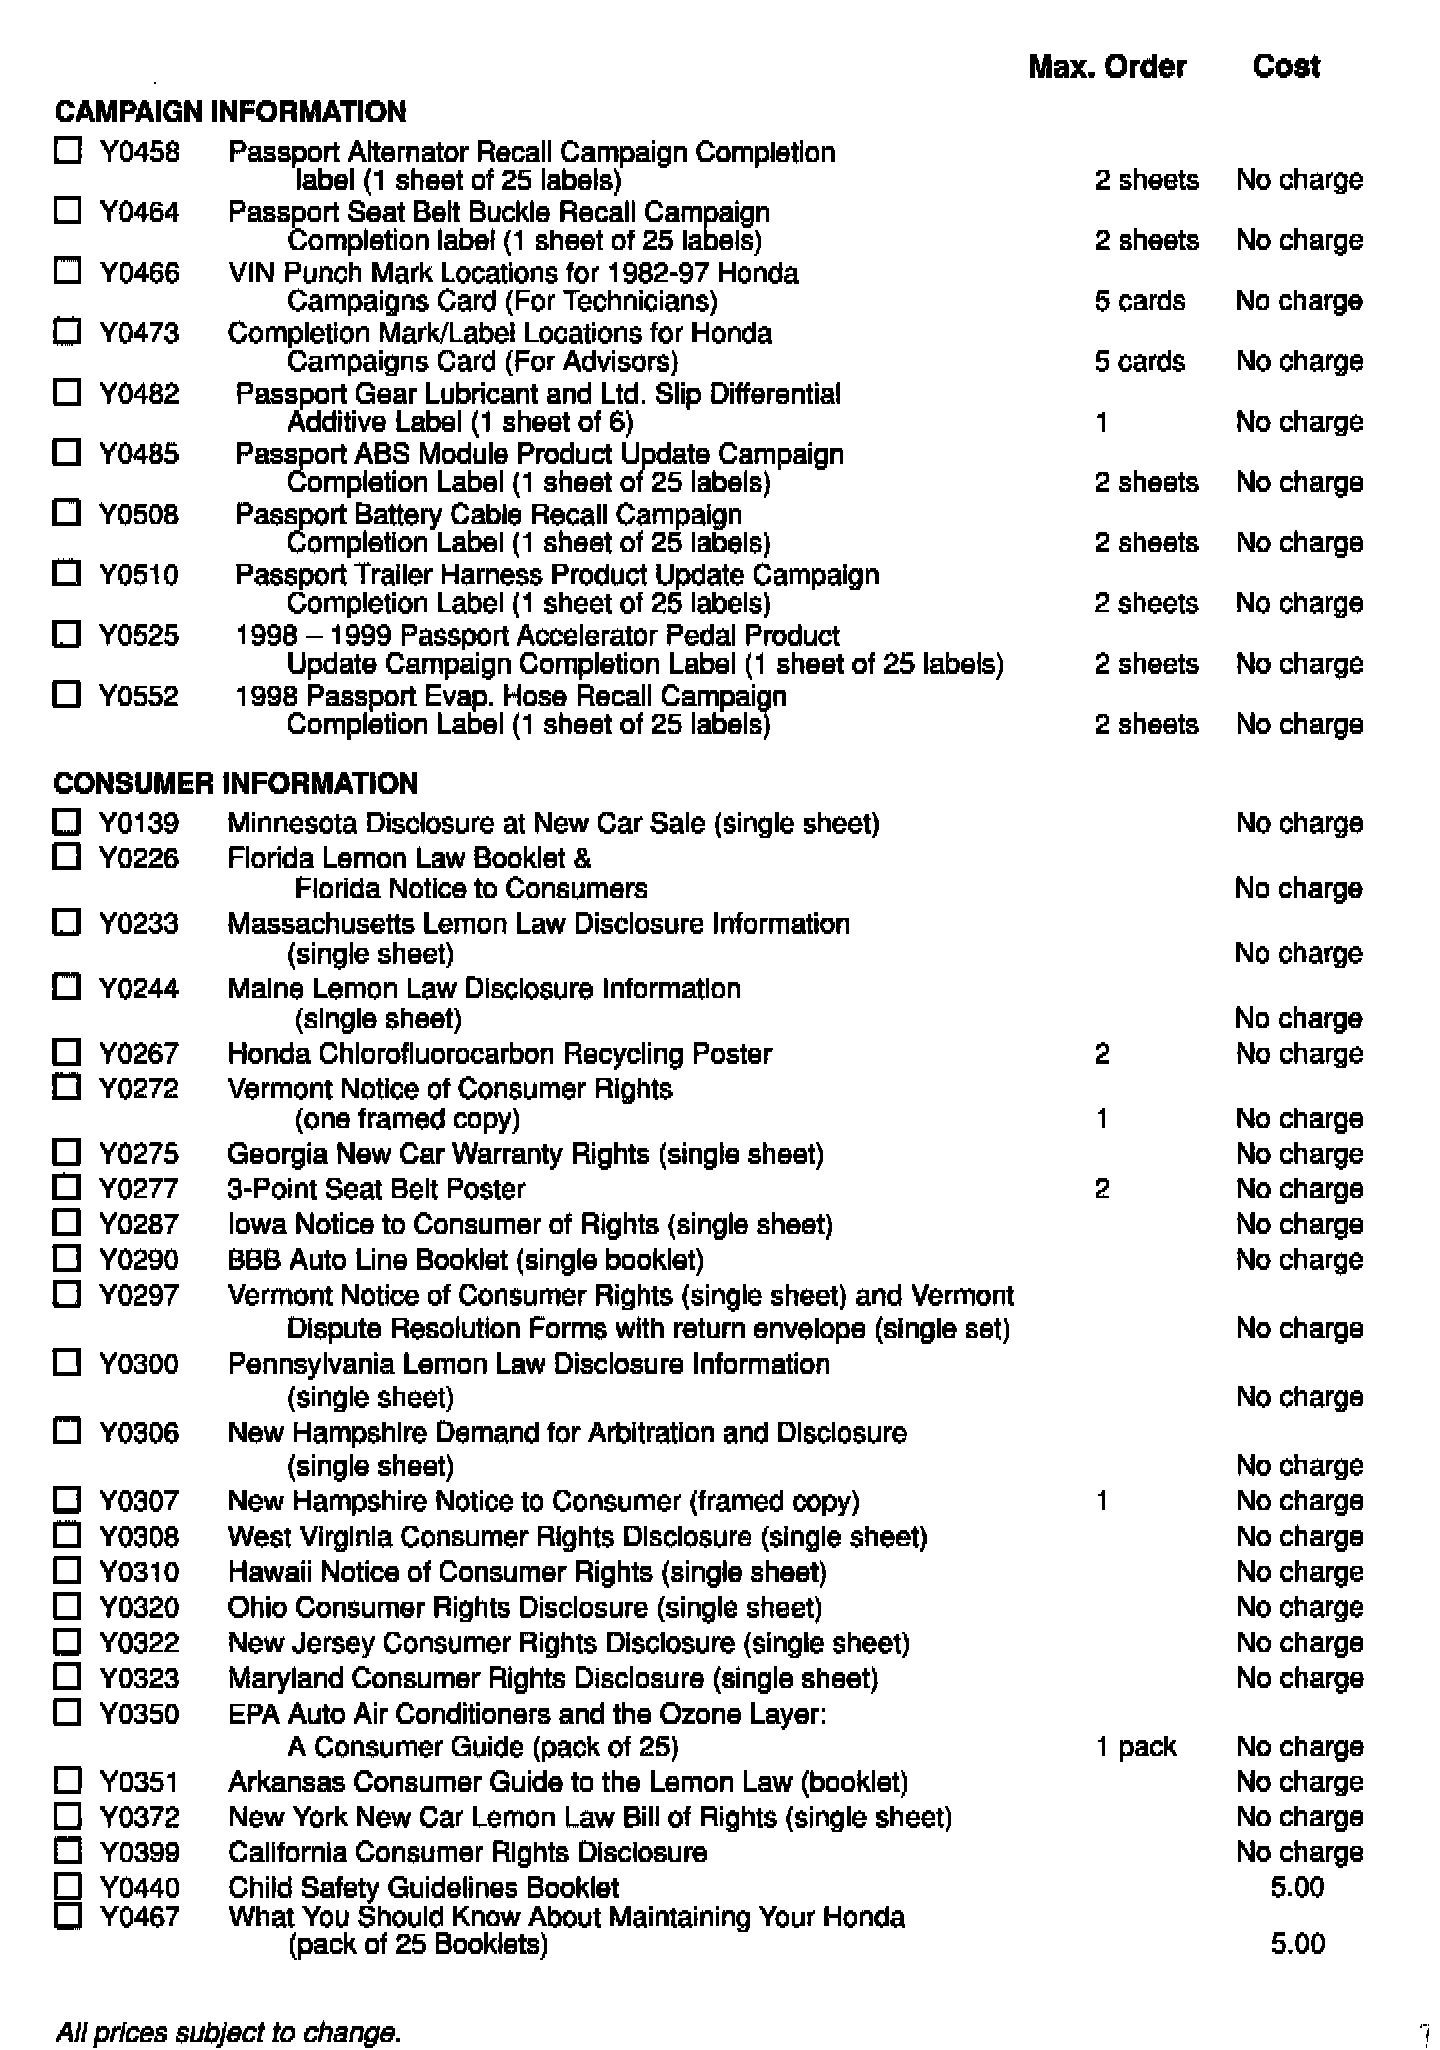 Max. Order Cost
CAMPAIGN INFORMATION
Y0458 Passport Alternator Recall Campaign Completion
label (1 sheet of 25 labels) 2 sheets No charge
Y0464 Passport Seat Belt Buckle Recall Campaign
Completion label (1 sheet of 25 labels) 2 sheets No charge
Y0466 VIN Punch Mark Locations for 1982-97 Honda
Campaigns Card (For Technicians) 5 cards No charge
Y0473 Completion Mark/Label Locations for Honda
Campaigns Card (For Advisors) 5 cards No charge
Y0482 Passport Gear Lubricant and Ltd. Slip Differential
Additive Label (1 sheet of 6) 1 No charge
Y0485 Passport ABS Module Product Update Campaign
Completion Label (1 sheet of 25 labels) 2 sheets No charge
Y0508 Passport Battery Cable Recall Campaign
Completion Label (1 sheet of 25 labels) 2 sheets No charge
Y0510 Passport Trailer Harness Product Update Campaign
Completion Label (1 sheet of 25 labels) 2 sheets No charge
Y0525 1998 – 1999 Passport Accelerator Pedal Product
Update Campaign Completion Label (1 sheet of 25 labels) 2 sheets No charge
Y0552 1998 Passport Evap. Hose Recall Campaign
Completion Label (1 sheet of 25 labels) 2 sheets No charge
CONSUMER INFORMATION
Y0139 Minnesota Disclosure at New Car Sale (single sheet) No charge
Y0226 Florida Lemon Law Booklet &
Florida Notice to Consumers No charge
Y0233 Massachusetts Lemon Law Disclosure Information
(single sheet) No charge
Y0244 Maine Lemon Law Disclosure Information
(single sheet) No charge
Y0267 Honda Chlorofluorocarbon Recycling Poster 2 No charge
Y0272 Vermont Notice of Consumer Rights
(one framed copy) 1 No charge
Y0275 Georgia New Car Warranty Rights (single sheet) No charge
Y0277 3-Point Seat Belt Poster 2 No charge
Y0287 Iowa Notice to Consumer of Rights (single sheet) No charge
Y0290 BBB Auto Line Booklet (single booklet) No charge
Y0297 Vermont Notice of Consumer Rights (single sheet) and Vermont
Dispute Resolution Forms with return envelope (single set) No charge
Y0300 Pennsylvania Lemon Law Disclosure Information
(single sheet) No charge
Y0306 New Hampshire Demand for Arbitration and Disclosure
(single sheet) No charge
Y0307 New Hampshire Notice to Consumer (framed copy) 1 No charge
Y0308 West Virginia Consumer Rights Disclosure (single sheet) No charge
Y0310 Hawaii Notice of Consumer Rights (single sheet) No charge
Y0320 Ohio Consumer Rights Disclosure (single sheet) No charge
Y0322 New Jersey Consumer Rights Disclosure (single sheet) No charge
Y0323 Maryland Consumer Rights Disclosure (single sheet) No charge
Y0350 EPA Auto Air Conditioners and the Ozone Layer:
A Consumer Guide (pack of 25) 1 pack No charge
Y0351 Arkansas Consumer Guide to the Lemon Law (booklet) No charge
Y0372 New York New Car Lemon Law Bill of Rights (single sheet) No charge
Y0399 California Consumer Rights Disclosure No charge
Y0440 Child Safety Guidelines Booklet 5.00
Y0467 What You Should Know About Maintaining Your Honda
(pack of 25 Booklets) 5.00
All prices subject to change. 7